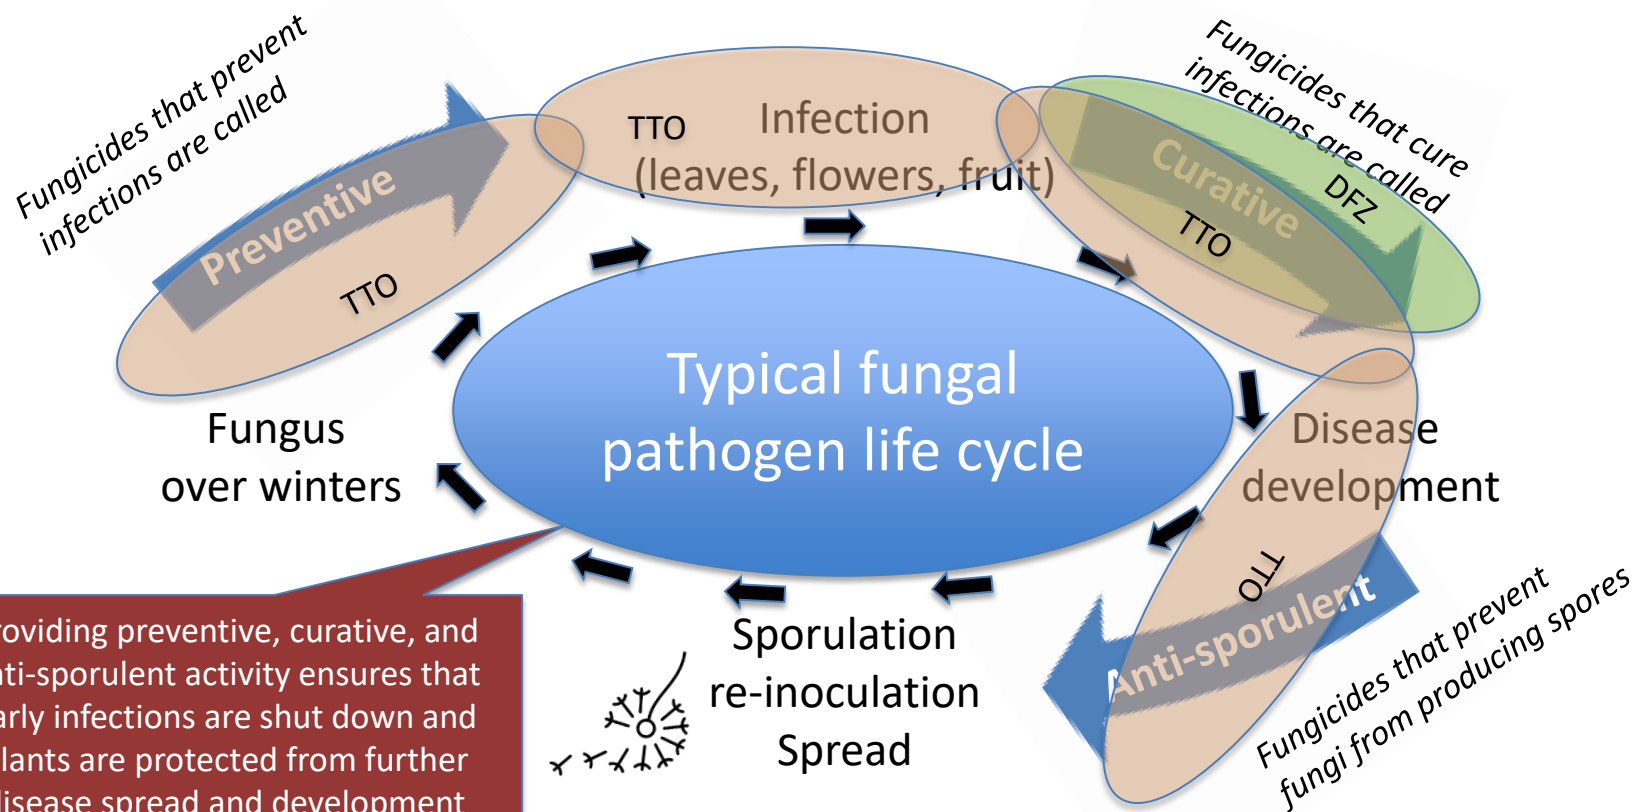 Fungicides that prevent
infections are called
Preventive
TTO
TTO
Infection
(leaves, flowers, fruit)
Fungicides that cure
infections are called
Curative
DFZ
TTO
Typical fungal
pathogen life cycle
Fungus
over winters
Disease
development
TTO
Anti-sporulent
Fungicides that prevent
fungi from producing spores
Sporulation
re-inoculation
Spread
roviding preventive, curative, and
nti-sporulent activity ensures that
arly infections are shut down and
lants are protected from further
disease spread and development